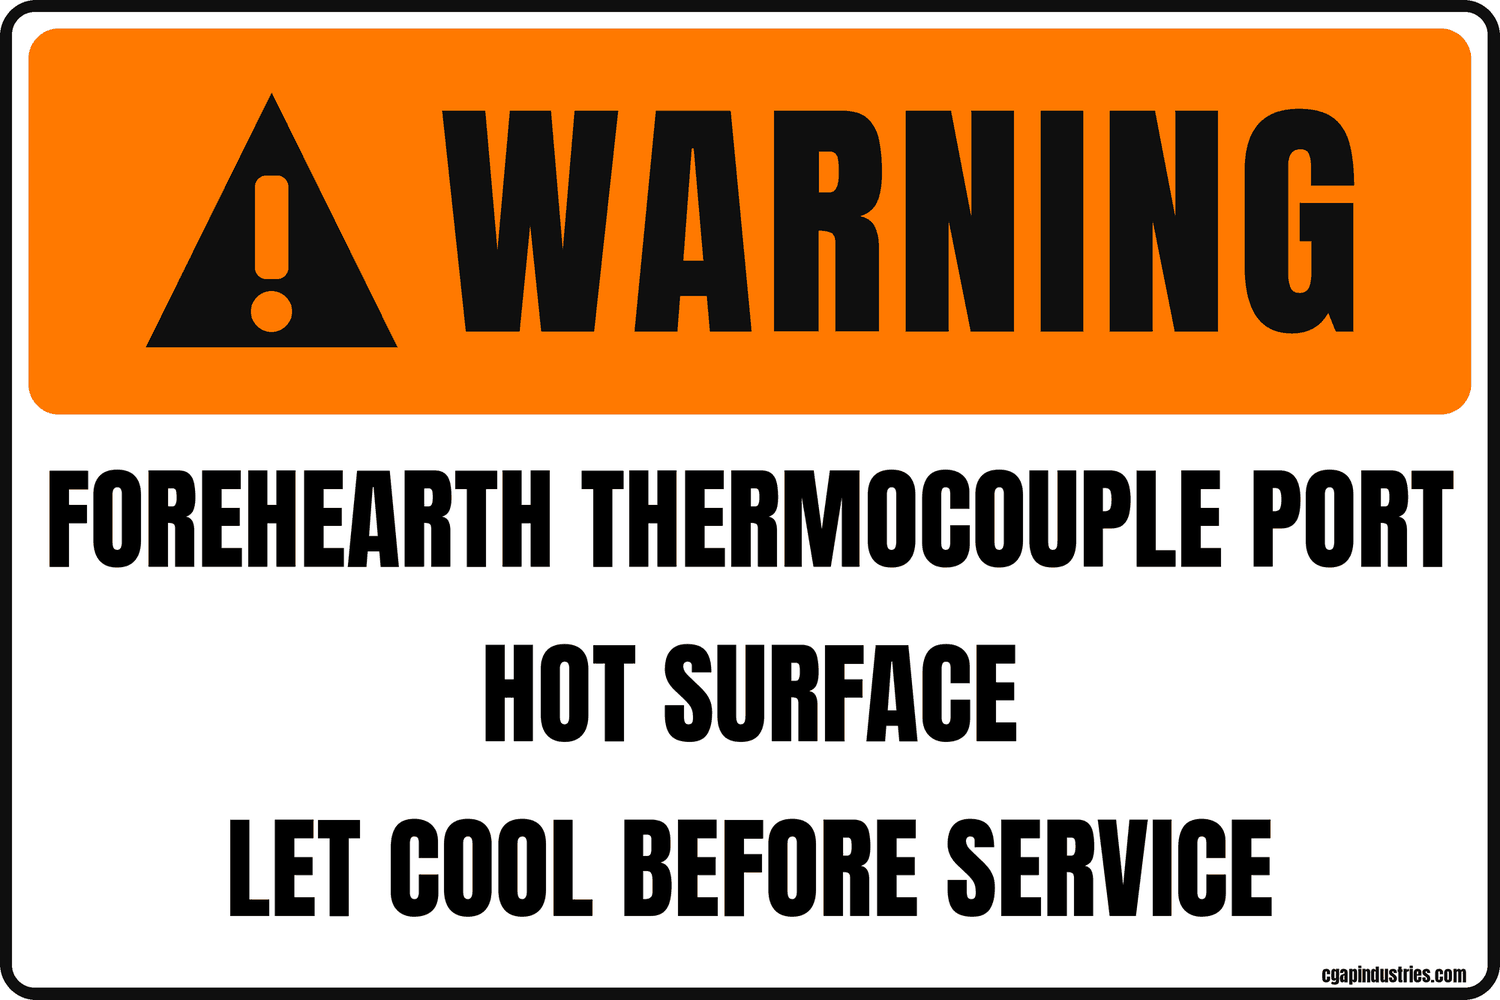 WARNING
FOREHEARTH THERMOCOUPLE PORT
HOT SURFACE
LET COOL BEFORE SERVICE
cgapindustries.com